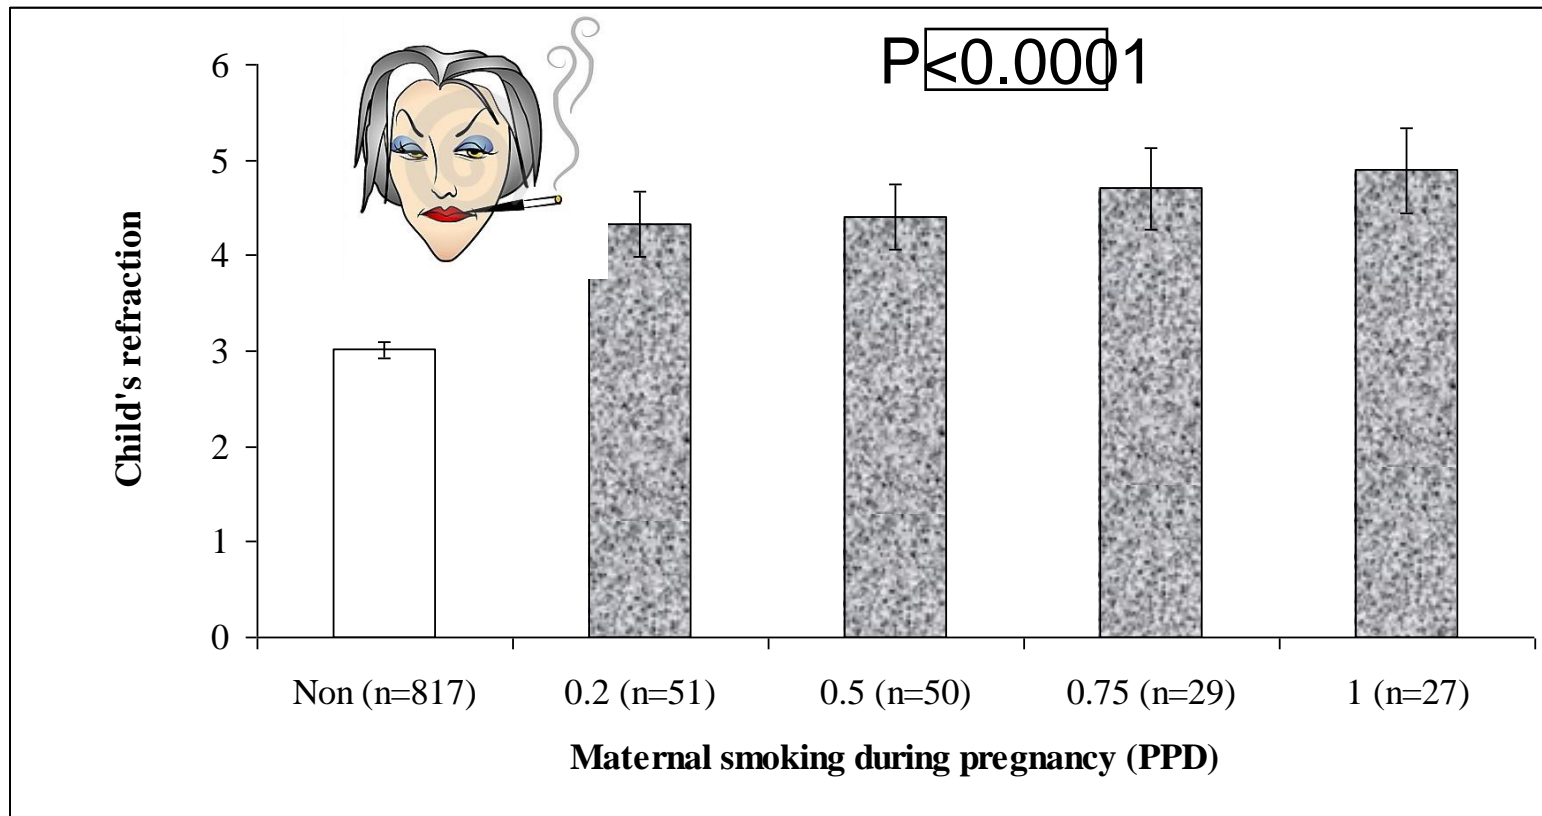 P<0.0001
6
5
4
3
2
1
0
Child's refraction
Non (n=817) 0.2 (n=51) 0.5 (n=50) 0.75 (n=29) 1 (n=27)
Maternal smoking during pregnancy (PPD)